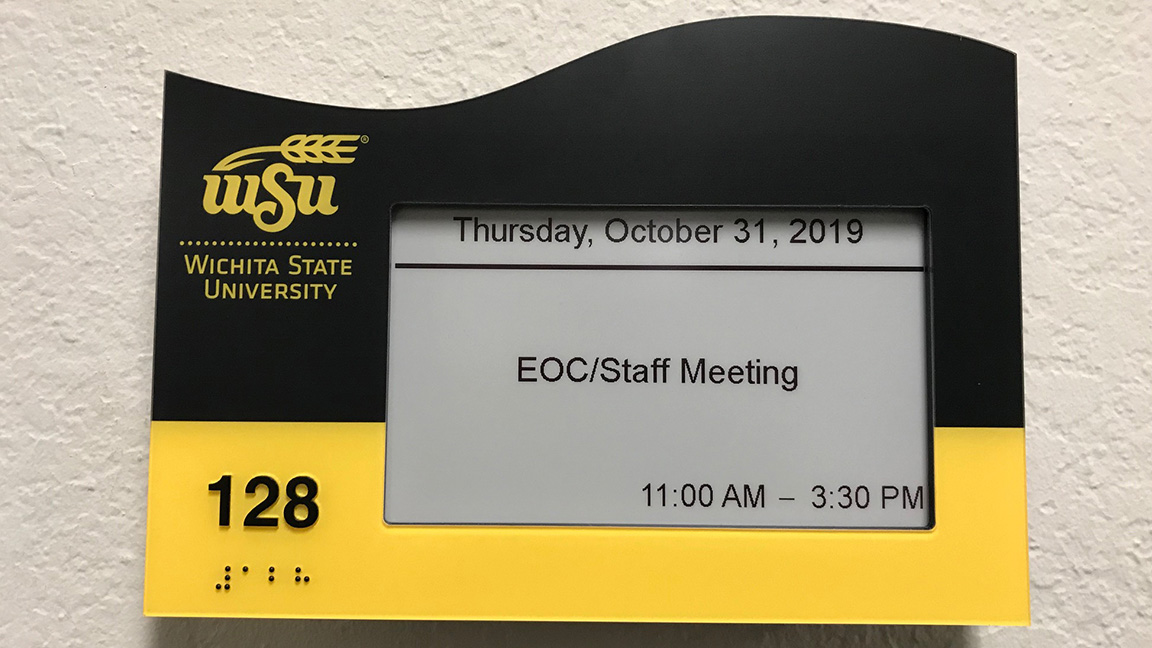 WSU®
WICHITA STATE
UNIVERSITY
Thursday, October 31, 2019
EOC/Staff Meeting
11:00 AM – 3:30 PM
128
⠼⠁⠃⠓